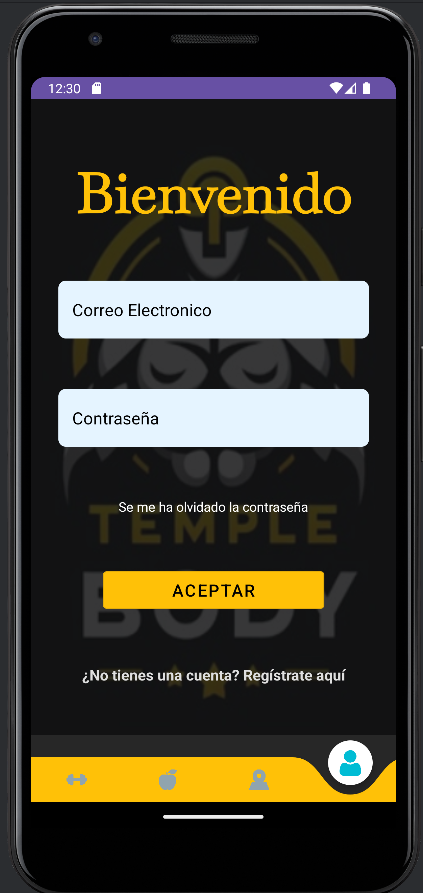 12:30
Bienvenido
Correo Electronico
Contraseña
Se me ha olvidado la contraseña
TEMPLE
ACEPTAR
BODY
¿No tienes una cuenta? Regístrate aquí